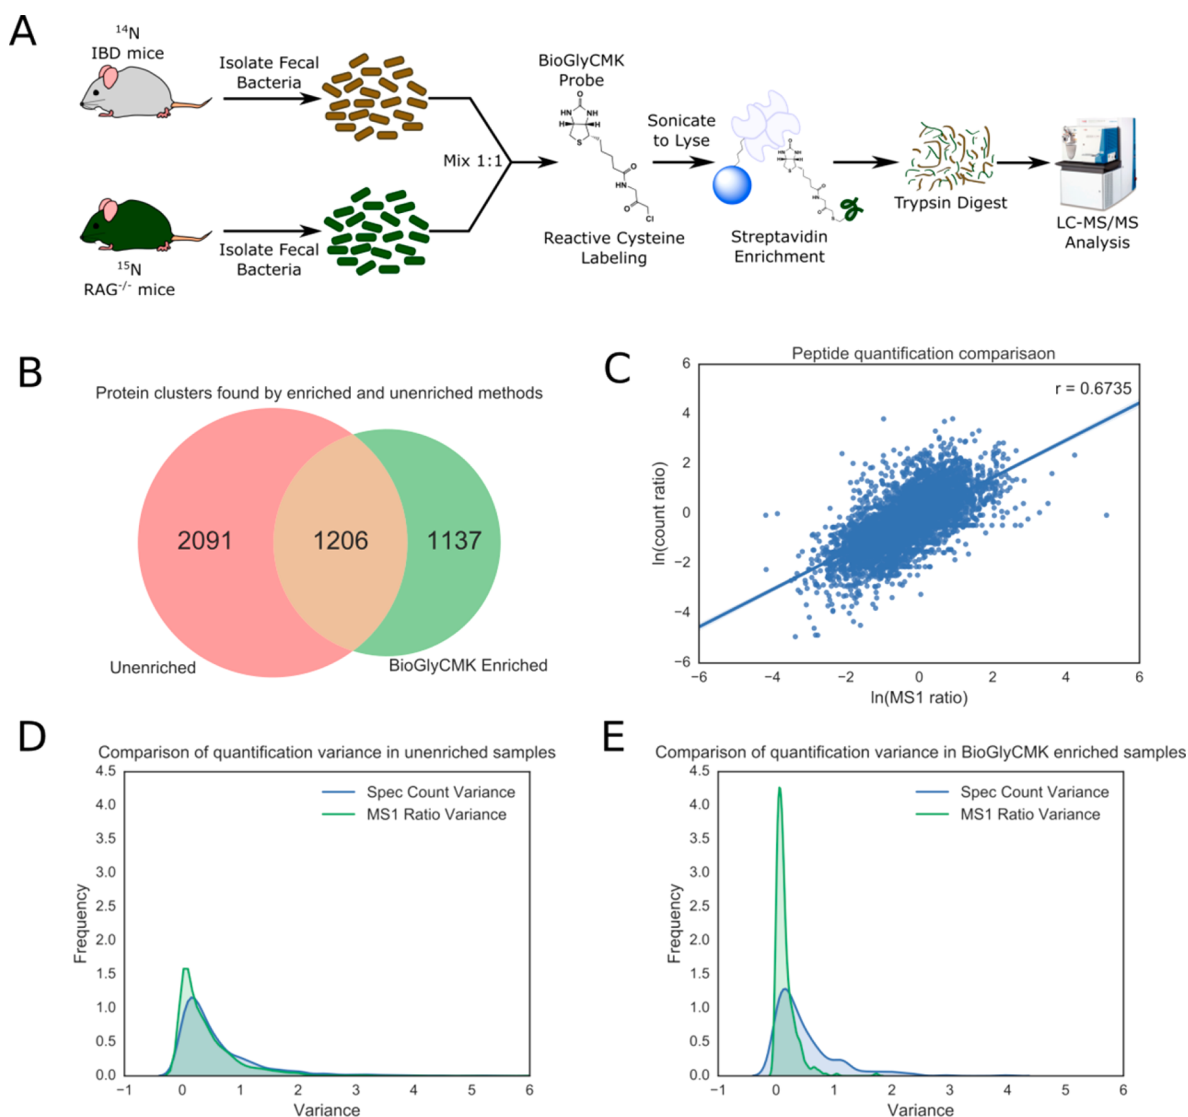 A
14N
IBD mice
Isolate Fecal
Bacteria
Mix 1:1
15N
RAG-/- mice
Isolate Fecal
Bacteria
BioGlyCMK
Probe
O
HN NH
H H
S
O
HN
O
Cl
Reactive Cysteine
Labeling
Sonicate
to Lyse
Streptavidin
Enrichment
Trypsin Digest
LC-MS/MS
Analysis
B
Protein clusters found by enriched and unenriched methods
2091
1206
1137
Unenriched
BioGlyCMK Enriched
C
Peptide quantification comparisaon
r = 0.6735
ln(count ratio)
6
4
2
0
−2
−4
−6
−6 −4 −2 0 2 4 6
ln(MS1 ratio)
D
Comparison of quantification variance in unenriched samples
Spec Count Variance
MS1 Ratio Variance
Frequency
4.5
4.0
3.5
3.0
2.5
2.0
1.5
1.0
0.5
0.0
−1 0 1 2 3 4 5 6
Variance
E
Comparison of quantification variance in BioGlyCMK enriched samples
Spec Count Variance
MS1 Ratio Variance
Frequency
4.5
4.0
3.5
3.0
2.5
2.0
1.5
1.0
0.5
0.0
−1 0 1 2 3 4 5 6
Variance